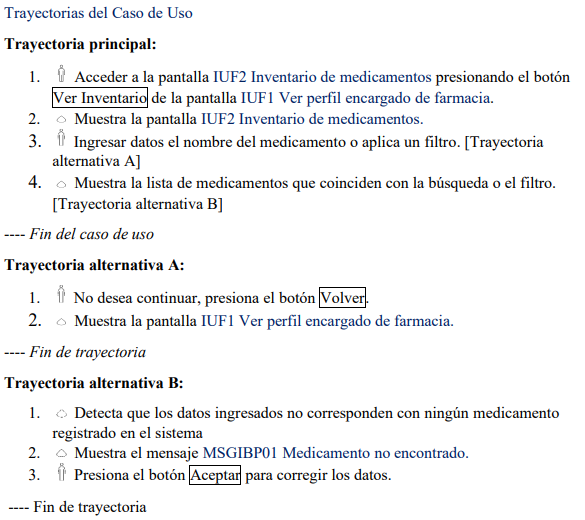 Trayectorias del Caso de Uso
Trayectoria principal:
1. Acceder a la pantalla IUF2 Inventario de medicamentos presionando el botón
Ver Inventario de la pantalla IUF1 Ver perfil encargado de farmacia.
2. Muestra la pantalla IUF2 Inventario de medicamentos.
3. Ingresar datos el nombre del medicamento o aplica un filtro. [Trayectoria
alternativa A]
4. Muestra la lista de medicamentos que coinciden con la búsqueda o el filtro.
[Trayectoria alternativa B]
---- Fin del caso de uso
Trayectoria alternativa A:
1. No desea continuar, presiona el botón Volver.
2. Muestra la pantalla IUF1 Ver perfil encargado de farmacia.
---- Fin de trayectoria
Trayectoria alternativa B:
1. Detecta que los datos ingresados no corresponden con ningún medicamento
registrado en el sistema
2. Muestra el mensaje MSGIBP01 Medicamento no encontrado.
3. Presiona el botón Aceptar para corregir los datos.
---- Fin de trayectoria